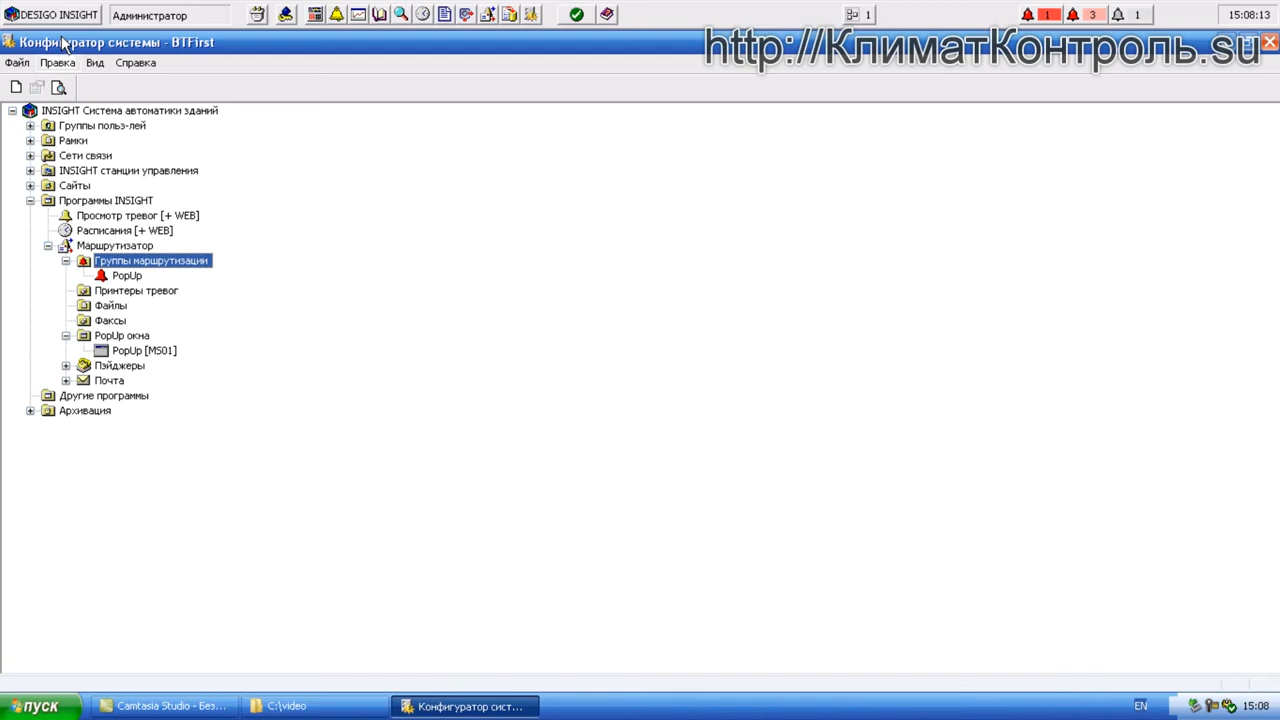 DESIGO INSIGHT Администратор 1 1 3 1 15:08:13
Конфигуратор системы - BTFirst
http://КлиматКонтроль.su
Файл Правка Вид Справка
INSIGHT Система автоматики зданий
Группы польз-лей
Рамки
Сети связи
INSIGHT станции управления
Сайты
Программы INSIGHT
Просмотр тревог [+ WEB]
Расписания [+ WEB]
Маршрутизатор
Группы маршрутизации
PopUp
Принтеры тревог
Файлы
Факсы
PopUp окна
PopUp [MS01]
Пэйджеры
Почта
Другие программы
Архивация
пуск Camtasia Studio - Без... C:\video Конфигуратор сист... EN 15:08